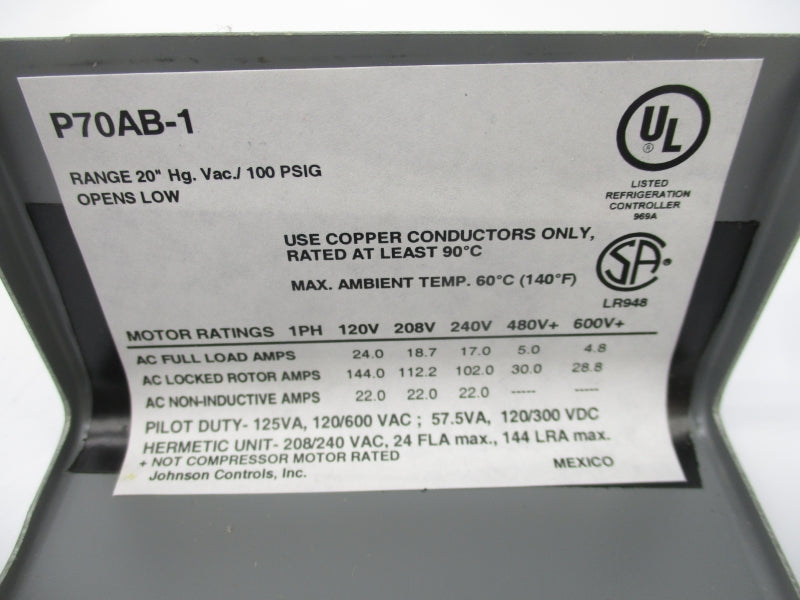 P70AB-1
RANGE 20" Hg. Vac./ 100 PSIG
OPENS LOW
UL ®
LISTED
REFRIGERATION
CONTROLLER
969A
USE COPPER CONDUCTORS ONLY,
RATED AT LEAST 90°C
MAX. AMBIENT TEMP. 60°C (140°F)
SA ®
LR948
MOTOR RATINGS 1PH 120V 208V 240V 480V+ 600V+
AC FULL LOAD AMPS 24.0 18.7 17.0 5.0 4.8
AC LOCKED ROTOR AMPS 144.0 112.2 102.0 30.0 28.8
AC NON-INDUCTIVE AMPS 22.0 22.0 22.0 ----- -----
PILOT DUTY- 125VA, 120/600 VAC ; 57.5VA, 120/300 VDC
HERMETIC UNIT- 208/240 VAC, 24 FLA max., 144 LRA max.
+ NOT COMPRESSOR MOTOR RATED
Johnson Controls, Inc. MEXICO